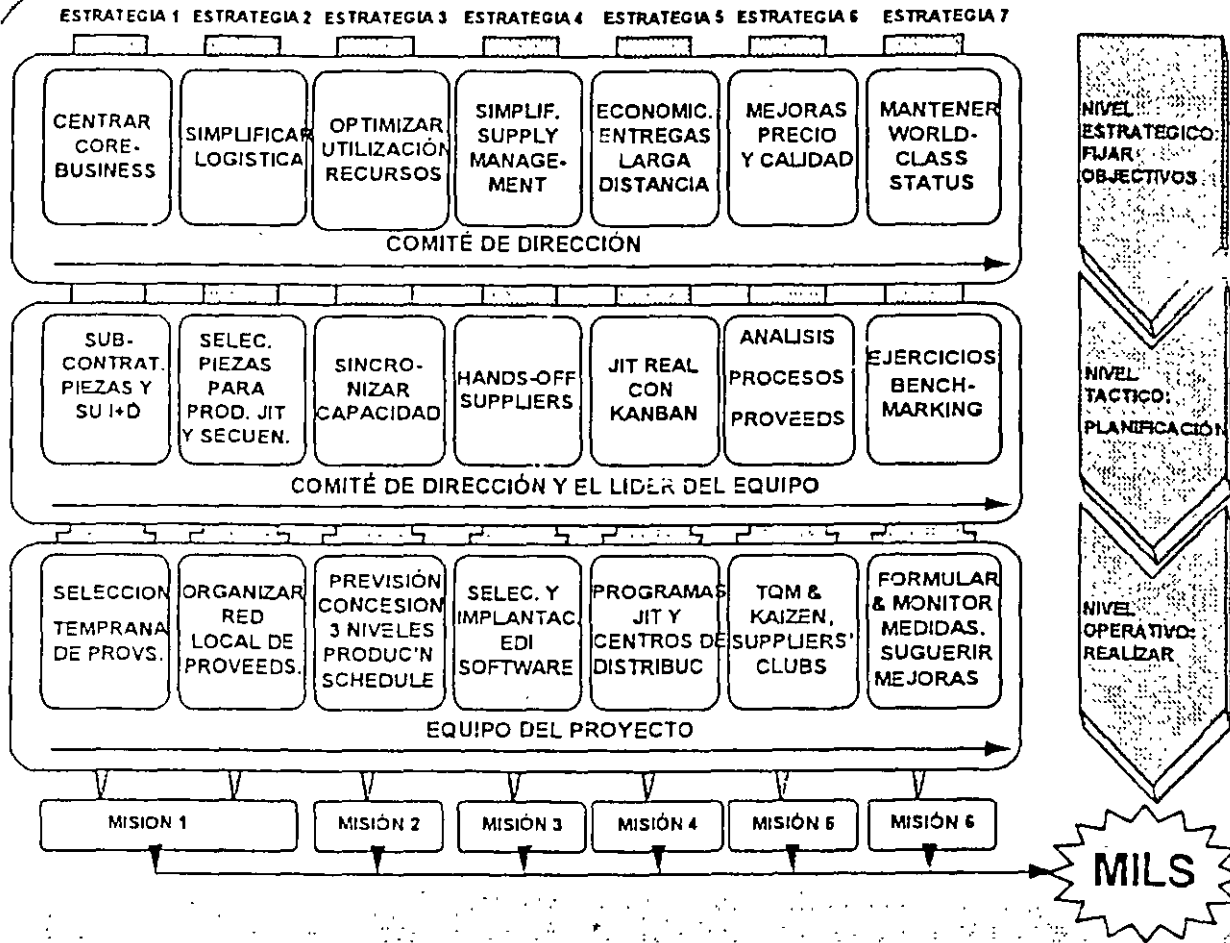 ESTRATEGIA 1 ESTRATEGIA 2 ESTRATEGIA 3 ESTRATEGIA 4 ESTRATEGIA 5 ESTRATEGIA 6 ESTRATEGIA 7
CENTRAR
CORE-
BUSINESS
SIMPLIFICAR
LOGISTICA
OPTIMIZAR
UTILIZACIÓN
RECURSOS
SIMPLIF.
SUPPLY
MANAGE-
MENT
ECONOMIC.
ENTREGAS
LARGA
DISTANCIA
MEJORAS
PRECIO
Y CALIDAD
MANTENER
WORLD-
CLASS
STATUS
COMITÉ DE DIRECCIÓN
NIVEL
ESTRATEGICO:
FIJAR
OBJECTIVOS
SUB-
CONTRAT.
PIEZAS Y
SU I+D
SELEC.
PIEZAS
PARA
PROD. JIT
Y SECUEN.
SINCRO-
NIZAR
CAPACIDAD
HANDS-OFF
SUPPLIERS
JIT REAL
CON
KANBAN
ANALISIS
PROCESOS
PROVEEDS
EJERCICIOS
BENCH-
MARKING
COMITÉ DE DIRECCIÓN Y EL LIDER DEL EQUIPO
NIVEL
TACTICO:
PLANIFICACIÓN
SELECCION
TEMPRANA
DE PROVS.
ORGANIZAR
RED
LOCAL DE
PROVEEDS.
PREVISIÓN
CONCESION
3 NIVELES
PRODUC'N
SCHEDULE
SELEC. Y
IMPLANTAC.
EDI
SOFTWARE
PROGRAMAS
JIT Y
CENTROS DE
DISTRIBUC
TQM &
KAIZEN,
SUPPLIERS'
CLUBS
FORMULAR
& MONITOR
MEDIDAS.
SUGUERIR
MEJORAS
EQUIPO DEL PROYECTO
NIVEL
OPERATIVO:
REALIZAR
MISIÓN 1 MISIÓN 2 MISIÓN 3 MISIÓN 4 MISIÓN 5 MISIÓN 6
MILS